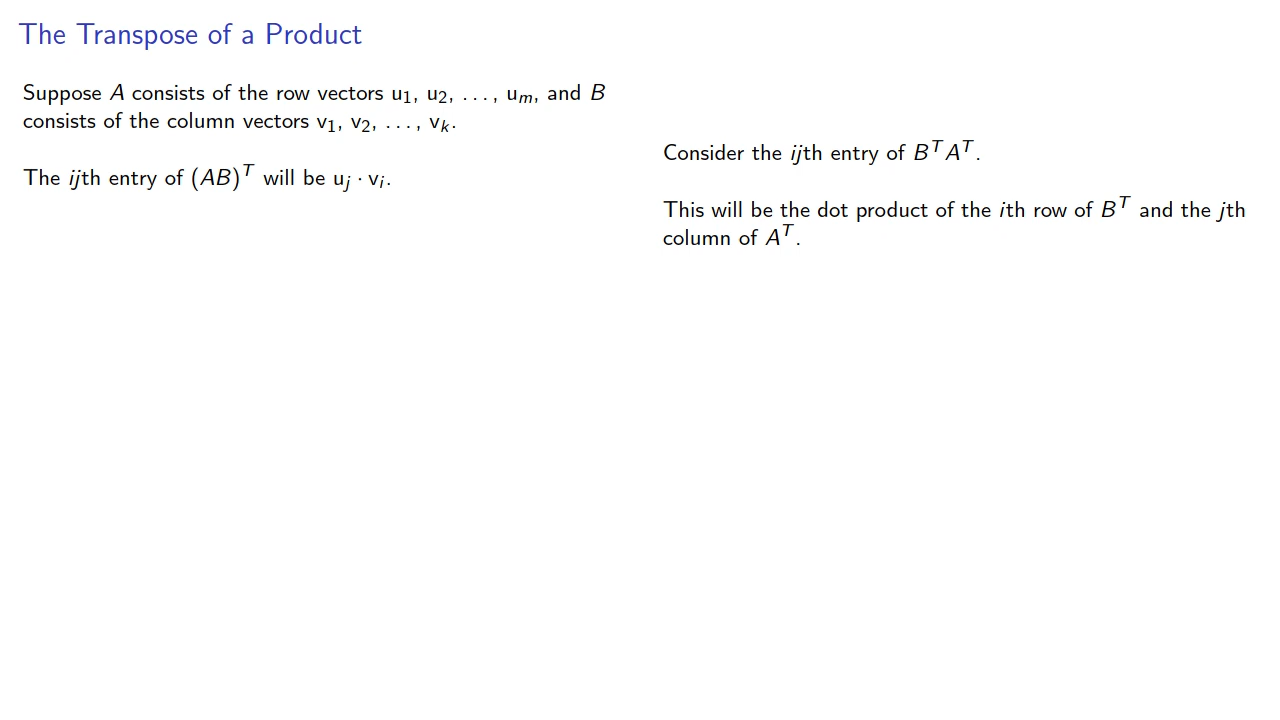 The Transpose of a Product
Suppose A consists of the row vectors u₁, u₂, ..., uₘ, and B
consists of the column vectors v₁, v₂, ..., vₖ.
The ijth entry of (AB)ᵀ will be uⱼ · vᵢ.
Consider the ijth entry of BᵀAᵀ.
This will be the dot product of the ith row of Bᵀ and the jth
column of Aᵀ.